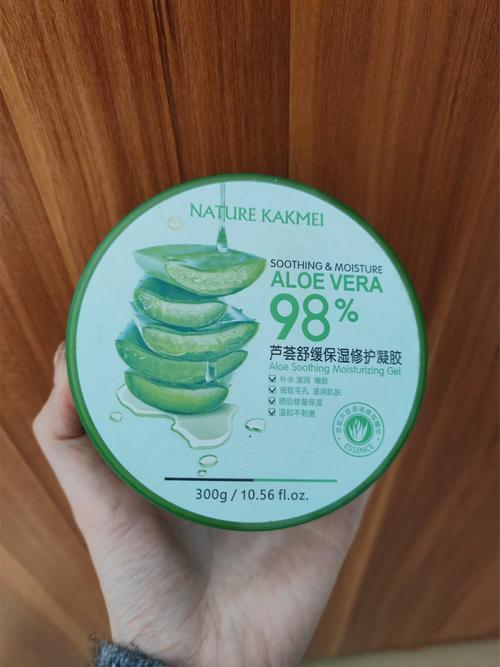 NATURE KAKMEI
SOOTHING & MOISTURE
ALOE VERA
98%
芦荟舒缓保湿修护凝胶
Aloe Soothing Moisturizing Gel
补水 滋润 嫩肤
细致毛孔 滋润肌肤
晒后修复保湿
温和不刺激
ESSENCE
300g / 10.56 fl.oz.